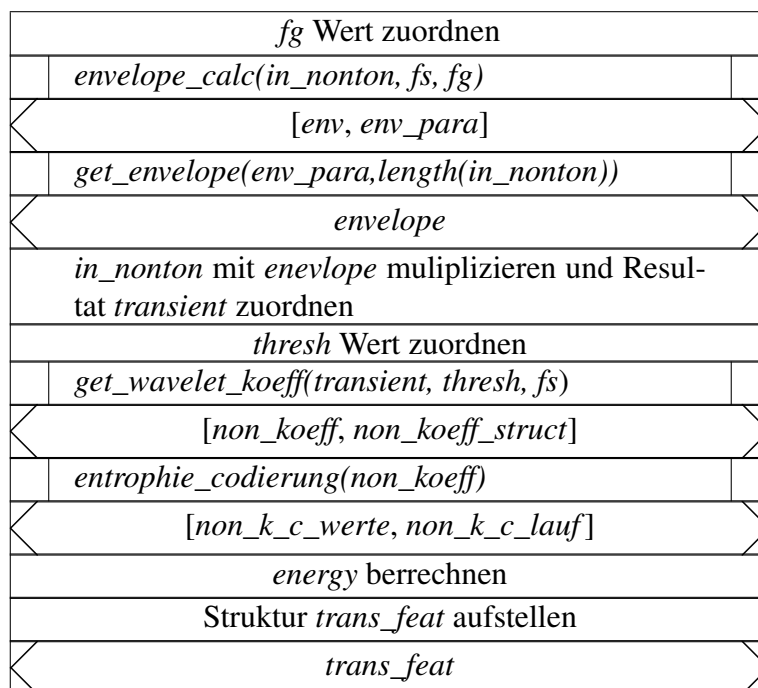 fg Wert zuordnen
envelope_calc(in_nonton, fs, fg)
[env, env_para]
get_envelope(env_para,length(in_nonton))
envelope
in_nonton mit enevlope muliplizieren und Resul-
tat transient zuordnen
thresh Wert zuordnen
get_wavelet_koeff(transient, thresh, fs)
[non_koeff, non_koeff_struct]
entrophie_codierung(non_koeff)
[non_k_c_werte, non_k_c_lauf]
energy berrechnen
Struktur trans_feat aufstellen
trans_feat